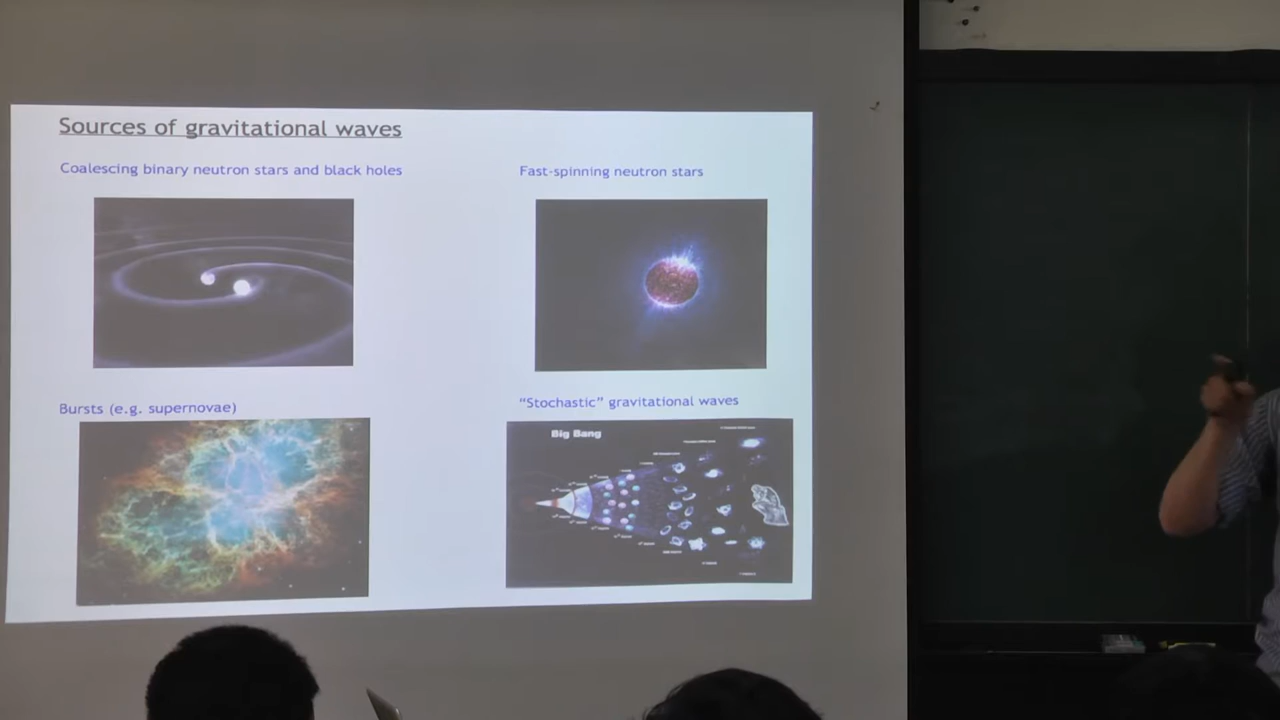 Sources of gravitational waves
Coalescing binary neutron stars and black holes
Fast-spinning neutron stars
Bursts (e.g. supernovae)
“Stochastic” gravitational waves
Big Bang